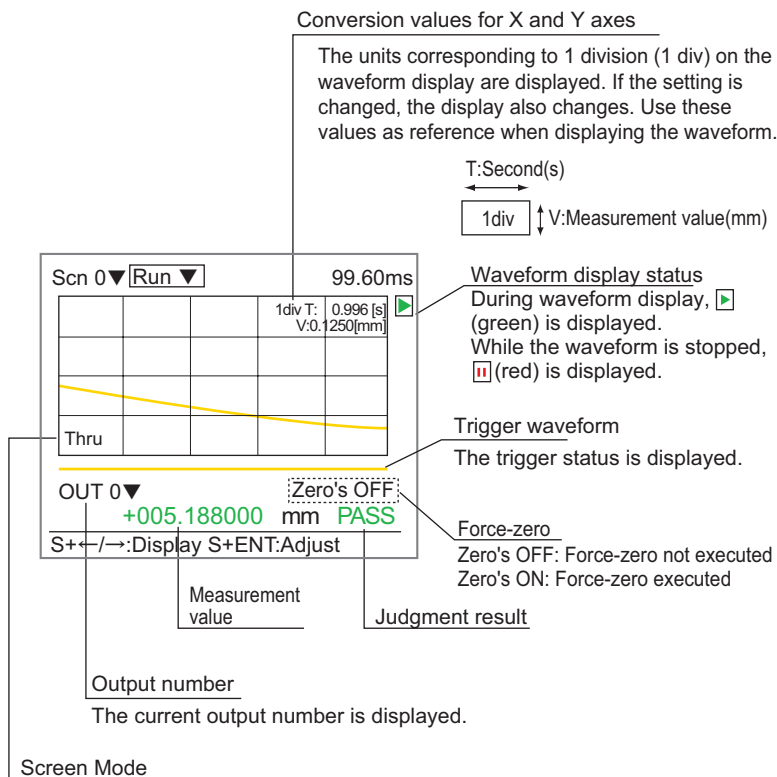 Conversion values for X and Y axes
The units corresponding to 1 division (1 div) on the
waveform display are displayed. If the setting is
changed, the display also changes. Use these
values as reference when displaying the waveform.
T:Second(s)
1div V:Measurement value(mm)
Scn 0▼ Run ▼ 99.60ms
1div T: 0.996 [s]
V:0.1250[mm]
Thru
Waveform display status
During waveform display,
(green) is displayed.
While the waveform is stopped,
(red) is displayed.
Trigger waveform
The trigger status is displayed.
OUT 0▼ Zero's OFF
+005.188000 mm PASS
S+←/→:Display S+ENT:Adjust
Force-zero
Zero's OFF: Force-zero not executed
Zero's ON: Force-zero executed
Measurement
value
Judgment result
Output number
The current output number is displayed.
Screen Mode